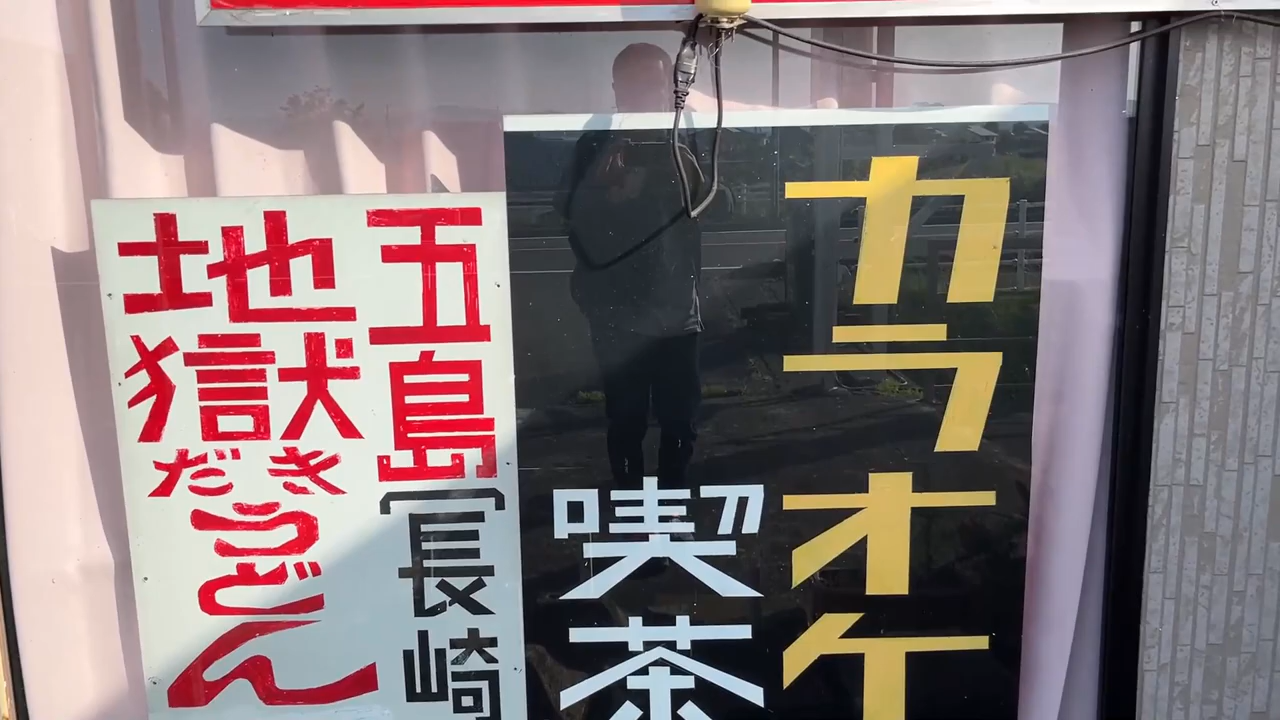 カラオケ
喫茶
五島[長崎
地獄だき
うどん